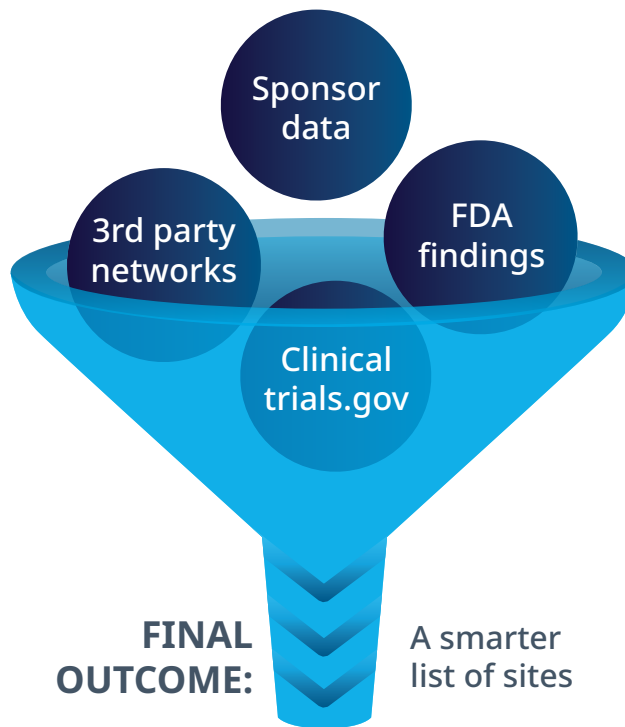 Sponsor
data
3rd party
networks
FDA
findings
Clinical
trials.gov
FINAL
OUTCOME:
A smarter
list of sites